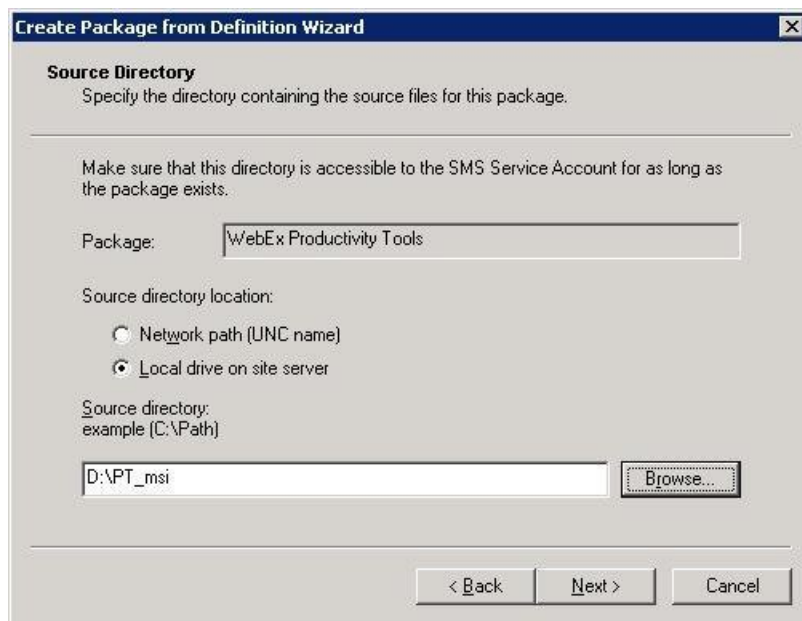 Create Package from Definition Wizard
Source Directory
Specify the directory containing the source files for this package.
Make sure that this directory is accessible to the SMS Service Account for as long as
the package exists.
Package: WebEx Productivity Tools
Source directory location:
Network path (UNC name)
Local drive on site server
Source directory:
example (C:\Path)
D:\PT_msi Browse...
< Back Next > Cancel